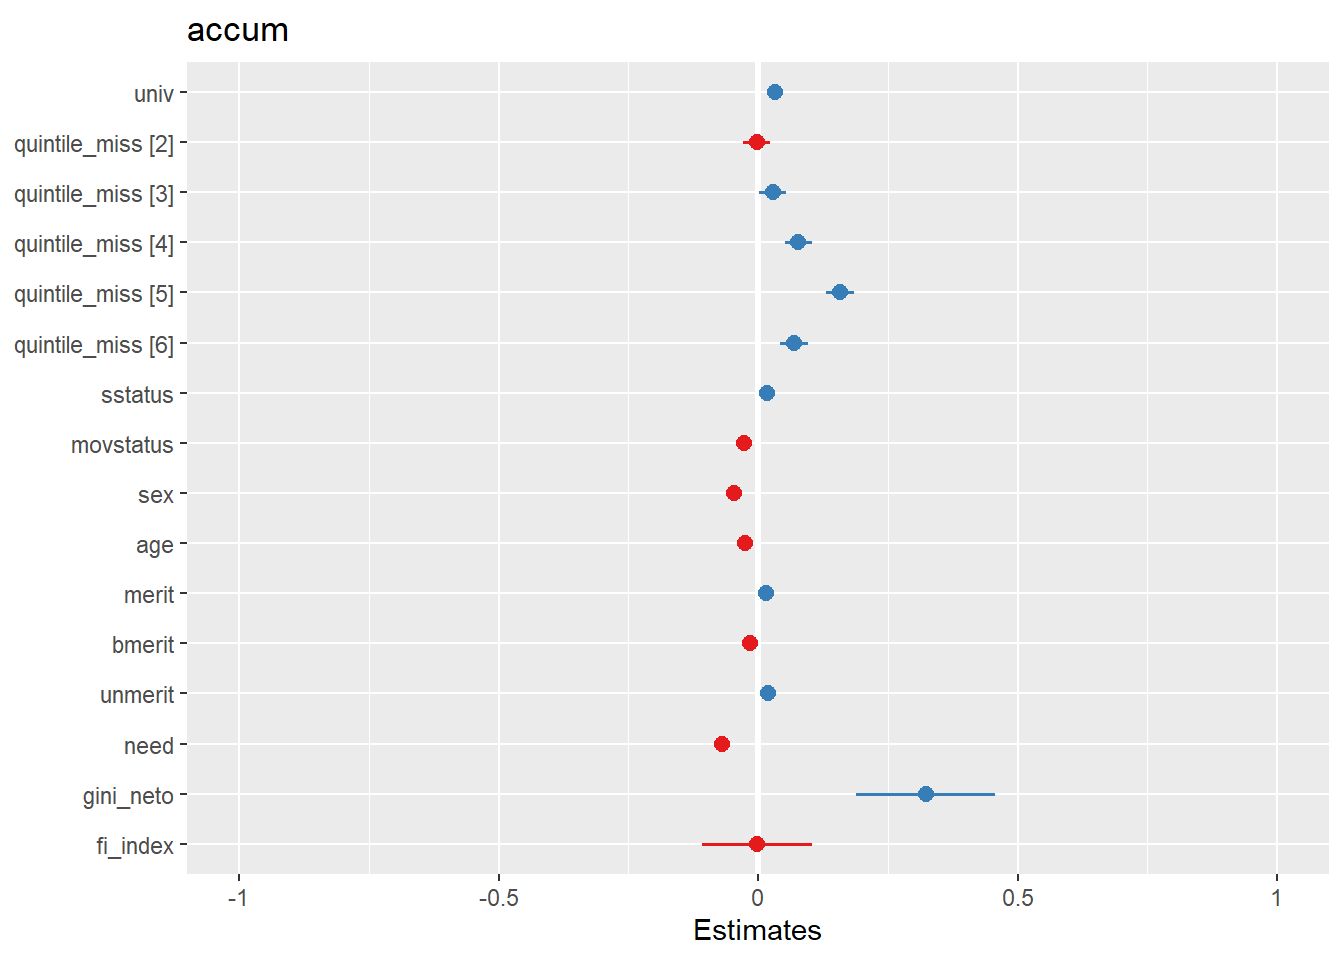 accum
univ
quintile_miss [2]
quintile_miss [3]
quintile_miss [4]
quintile_miss [5]
quintile_miss [6]
sstatus
movstatus
sex
age
merit
bmerit
unmerit
need
gini_neto
fi_index
-1 -0.5 0 0.5 1
Estimates